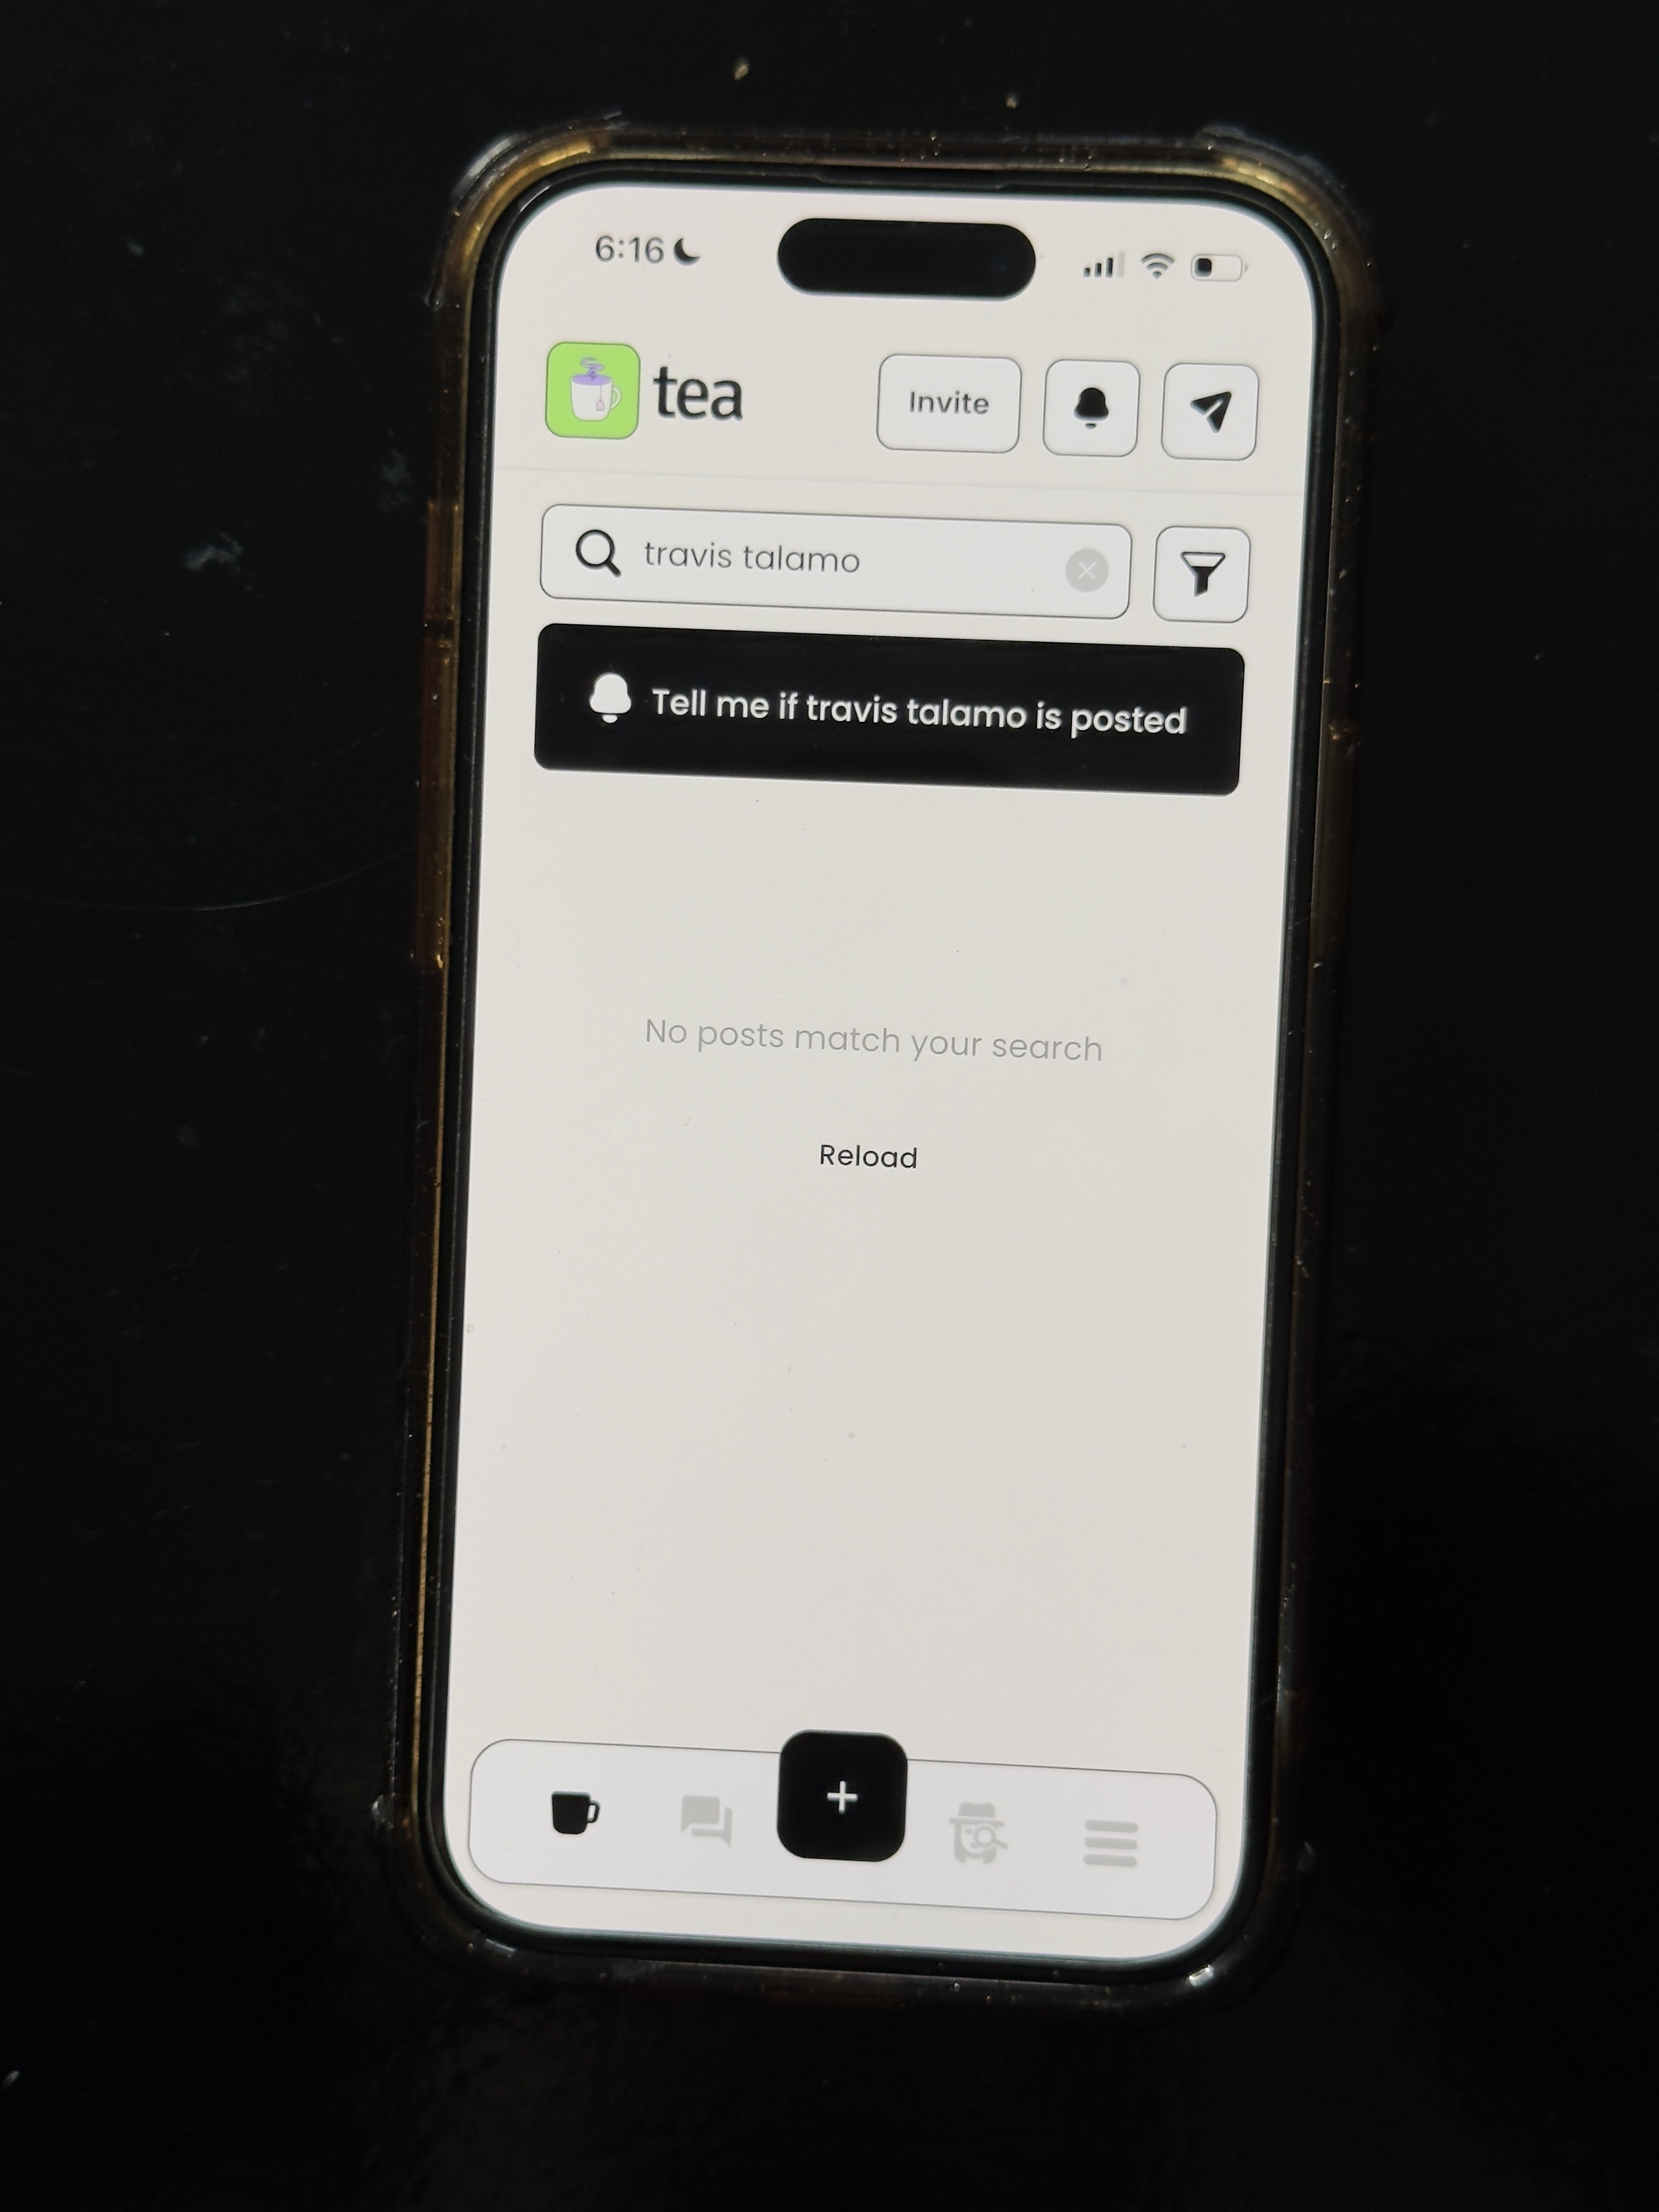 6:16
tea
Invite
travis talamo
Tell me if travis talamo is posted
No posts match your search
Reload